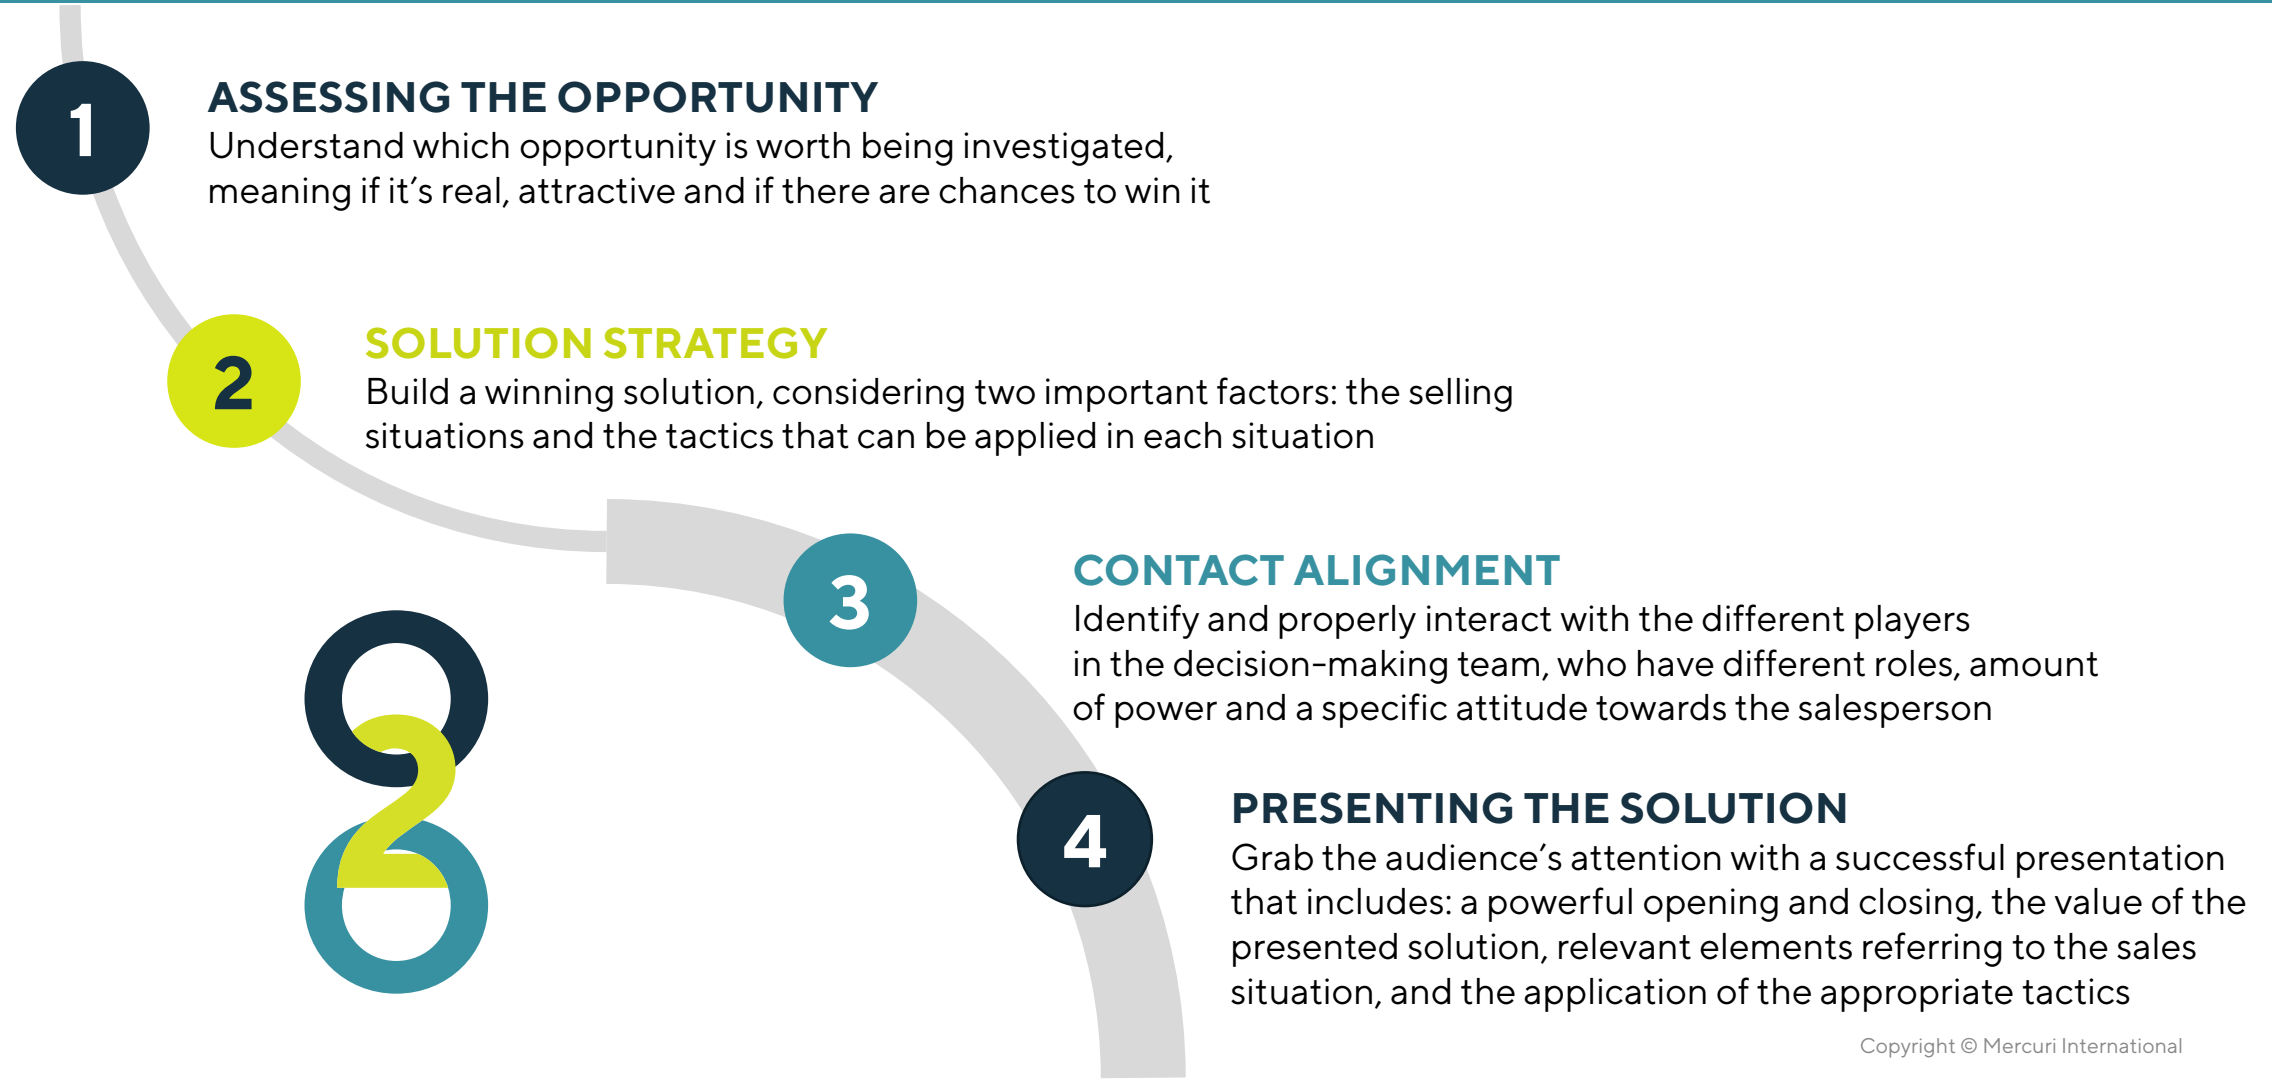 1
ASSESSING THE OPPORTUNITY
Understand which opportunity is worth being investigated,
meaning if it's real, attractive and if there are chances to win it
2
SOLUTION STRATEGY
Build a winning solution, considering two important factors: the selling
situations and the tactics that can be applied in each situation
3
CONTACT ALIGNMENT
Identify and properly interact with the different players
in the decision-making team, who have different roles, amount
of power and a specific attitude towards the salesperson
4
PRESENTING THE SOLUTION
Grab the audience's attention with a successful presentation
that includes: a powerful opening and closing, the value of the
presented solution, relevant elements referring to the sales
situation, and the application of the appropriate tactics
O
2
O
Copyright © Mercuri International